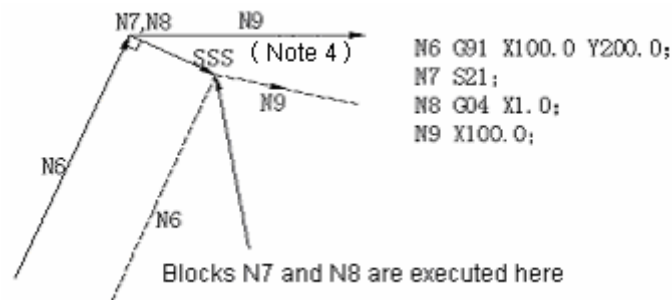 N7,N8
N9
SSS
( Note 4 )
N9
N6
N6
Blocks N7 and N8 are executed here
N6 G91 X100.0 Y200.0;
N7 S21;
N8 G04 X1.0;
N9 X100.0;